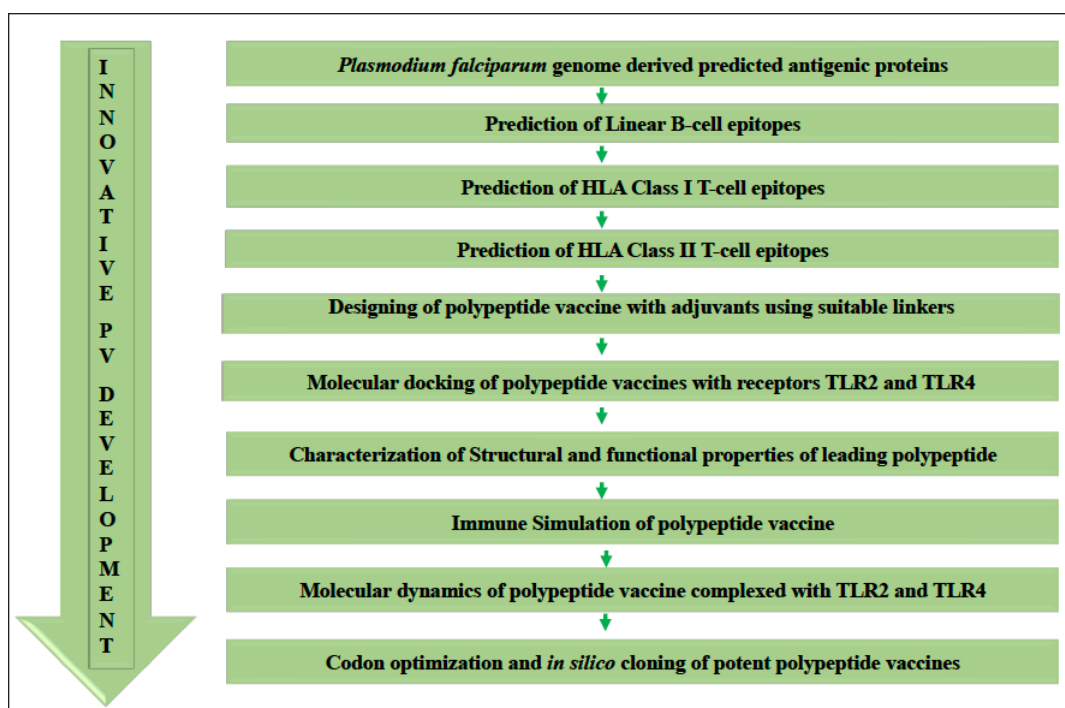 INNOVATIVE PV DEVELOPMENT
Plasmodium falciparum genome derived predicted antigenic proteins
Prediction of Linear B-cell epitopes
Prediction of HLA Class I T-cell epitopes
Prediction of HLA Class II T-cell epitopes
Designing of polypeptide vaccine with adjuvants using suitable linkers
Molecular docking of polypeptide vaccines with receptors TLR2 and TLR4
Characterization of Structural and functional properties of leading polypeptide
Immune Simulation of polypeptide vaccine
Molecular dynamics of polypeptide vaccine complexed with TLR2 and TLR4
Codon optimization and in silico cloning of potent polypeptide vaccines